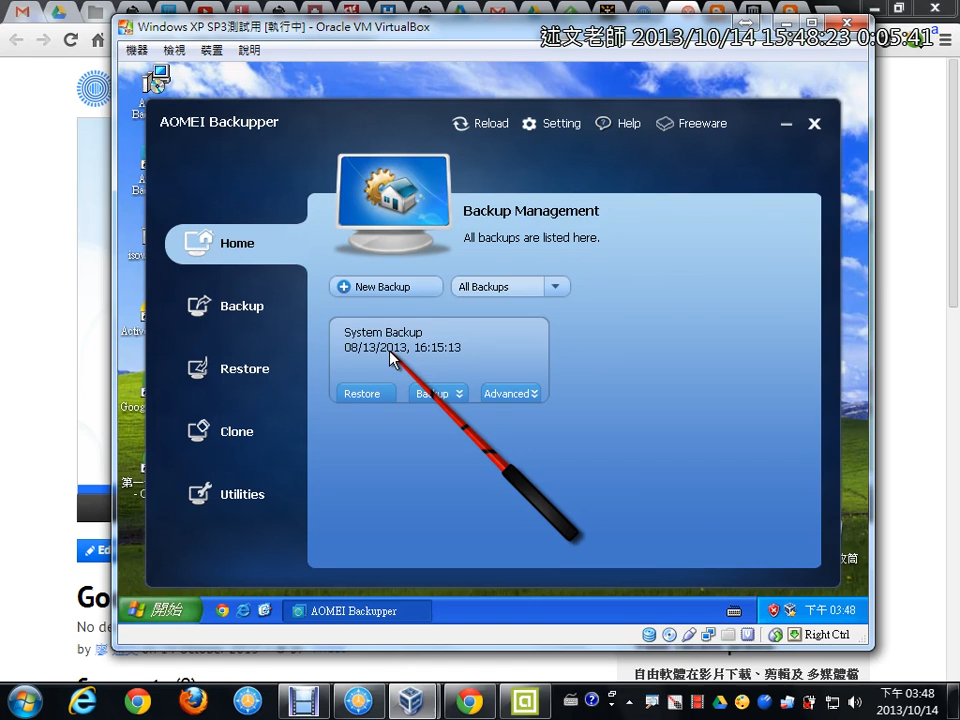 Windows XP SP3測試用 [執行中] - Oracle VM VirtualBox
述文老師 2013/10/14 15:48:23 0:05:41
機器 檢視 裝置 說明
AOMEI Backupper
Reload Setting Help Freeware
Backup Management
All backups are listed here.
Home
Backup
Restore
Clone
Utilities
New Backup All Backups
System Backup
08/13/2013, 16:15:13
Restore Backup Advanced
開始 AOMEI Backupper 下午 03:48
Right Ctrl
Go
No de
by 廖
自由軟體在影片下載、剪輯及 多媒體檔
下午 03:48
2013/10/14